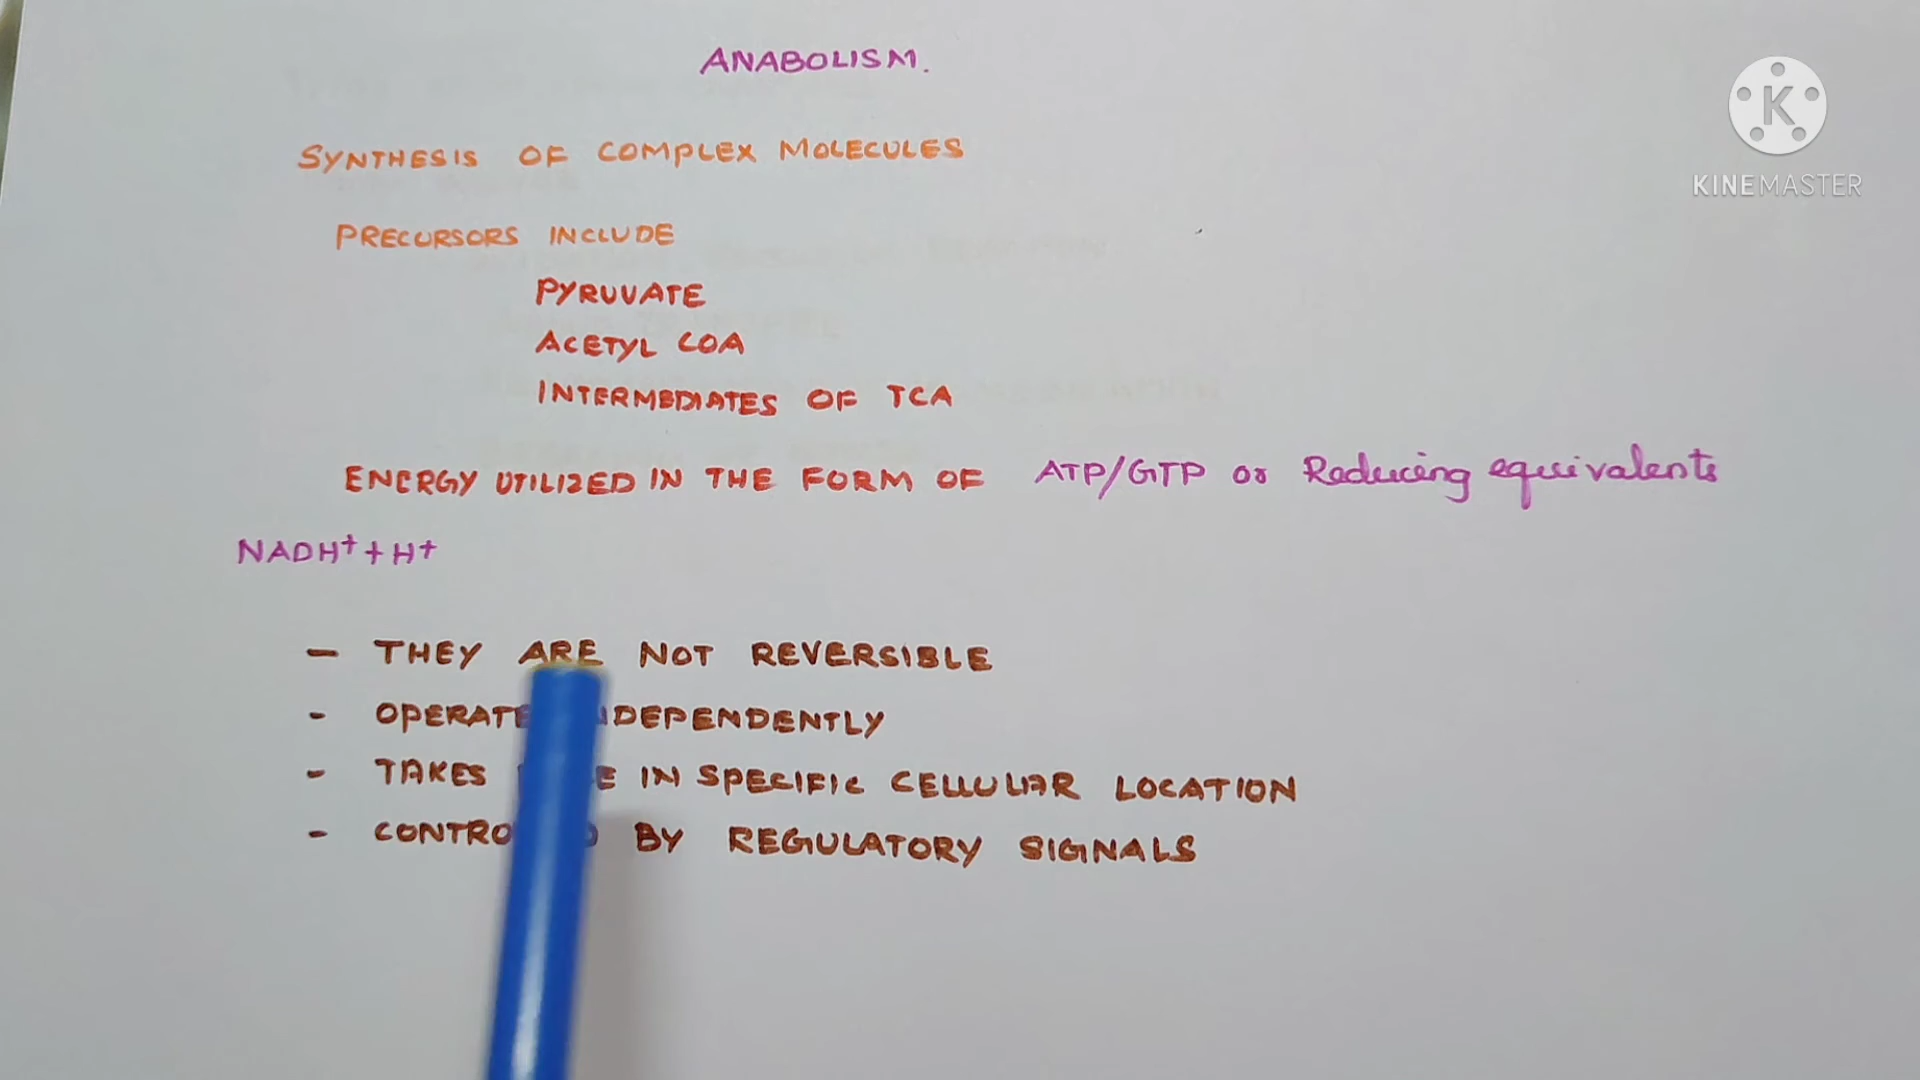 ANABOLISM.
K
KINEMASTER
SYNTHESIS OF COMPLEX MOLECULES
PRECURSORS INCLUDE
PYRUVATE
ACETYL COA
INTERMEDIATES OF TCA
ENERGY UTILIZED IN THE FORM OF ATP/GTP or Reducing equivalents
NADH⁺ + H⁺
- THEY ARE NOT REVERSIBLE
- OPERATE INDEPENDENTLY
- TAKES IN SPECIFIC CELLULAR LOCATION
- BY REGULATORY SIGNALS